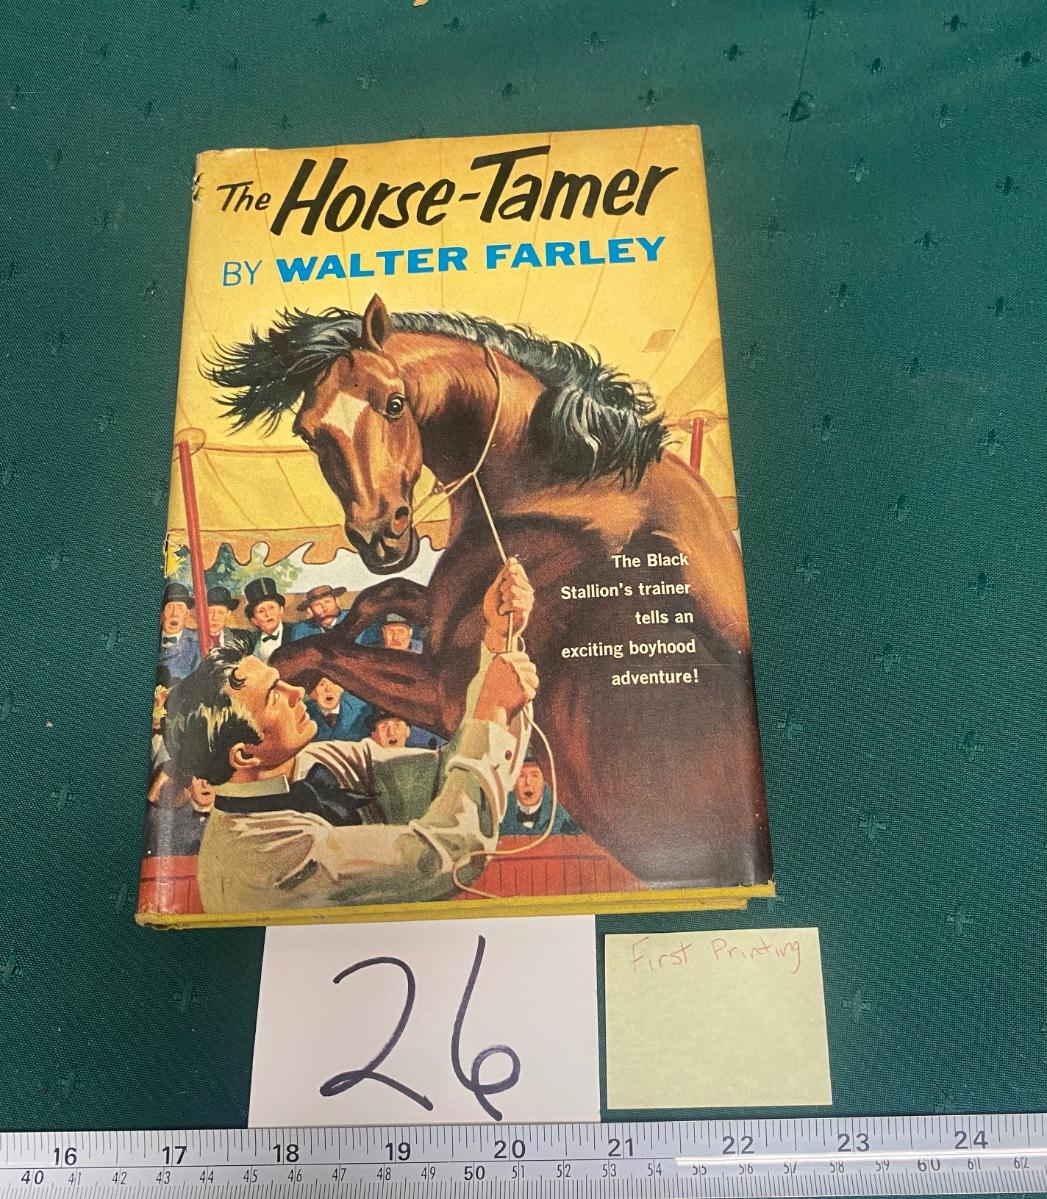 The Horse-Tamer
BY WALTER FARLEY
The Black
Stallion's trainer
tells an
exciting boyhood
adventure!
26
First Printing
16 17 18 19 20 21 22 23 24
40 41 42 43 44 45 46 47 48 49 50 51 52 53 54 55 56 57 58 59 60 61 62